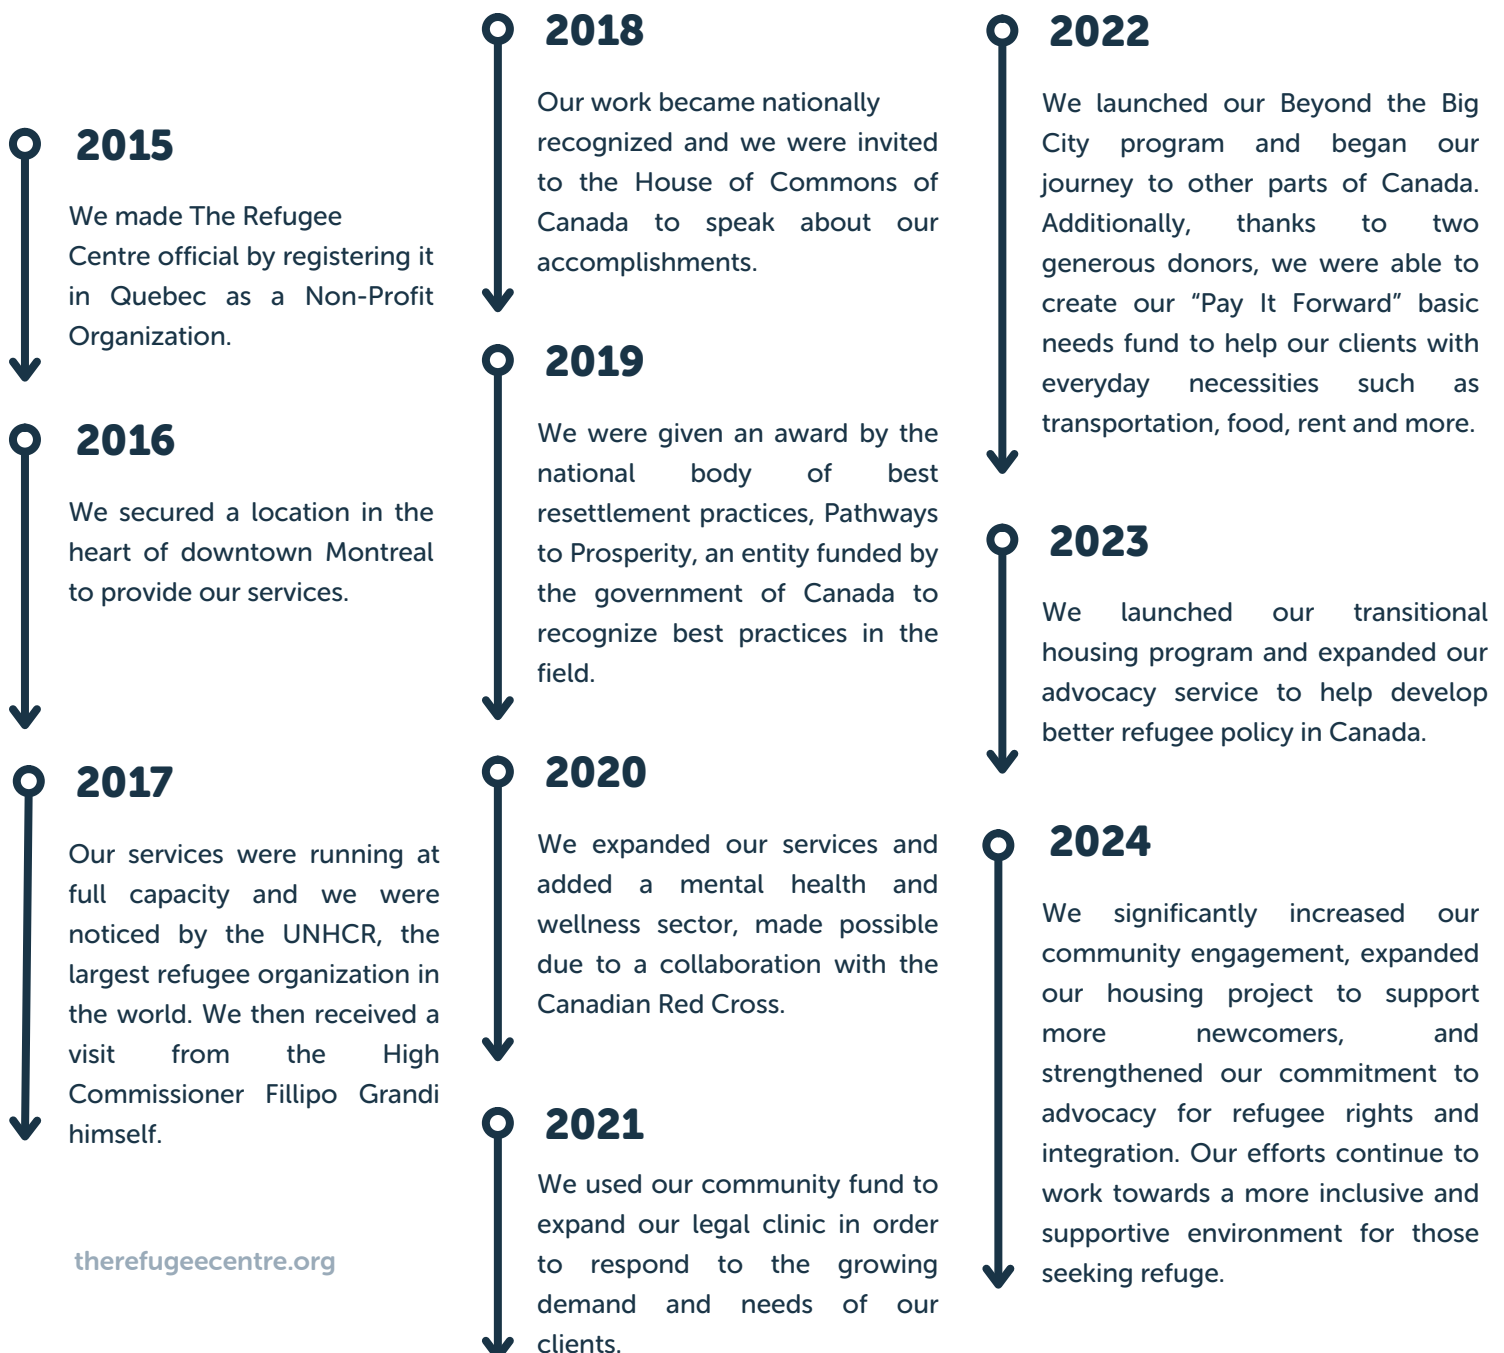 2015
We made The Refugee
Centre official by registering it
in Quebec as a Non-Profit
Organization.
2016
We secured a location in the
heart of downtown Montreal
to provide our services.
2017
Our services were running at
full capacity and we were
noticed by the UNHCR, the
largest refugee organization in
the world. We then received a
visit from the High
Commissioner Fillipo Grandi
himself.
therefugeecentre.org
2018
Our work became nationally
recognized and we were invited
to the House of Commons of
Canada to speak about our
accomplishments.
2019
We were given an award by the
national body of best
resettlement practices, Pathways
to Prosperity, an entity funded by
the government of Canada to
recognize best practices in the
field.
2020
We expanded our services and
added a mental health and
wellness sector, made possible
due to a collaboration with the
Canadian Red Cross.
2021
We used our community fund to
expand our legal clinic in order
to respond to the growing
demand and needs of our
clients.
2022
We launched our Beyond the Big
City program and began our
journey to other parts of Canada.
Additionally, thanks to two
generous donors, we were able to
create our “Pay It Forward” basic
needs fund to help our clients with
everyday necessities such as
transportation, food, rent and more.
2023
We launched our transitional
housing program and expanded our
advocacy service to help develop
better refugee policy in Canada.
2024
We significantly increased our
community engagement, expanded
our housing project to support
more newcomers, and
strengthened our commitment to
advocacy for refugee rights and
integration. Our efforts continue to
work towards a more inclusive and
supportive environment for those
seeking refuge.